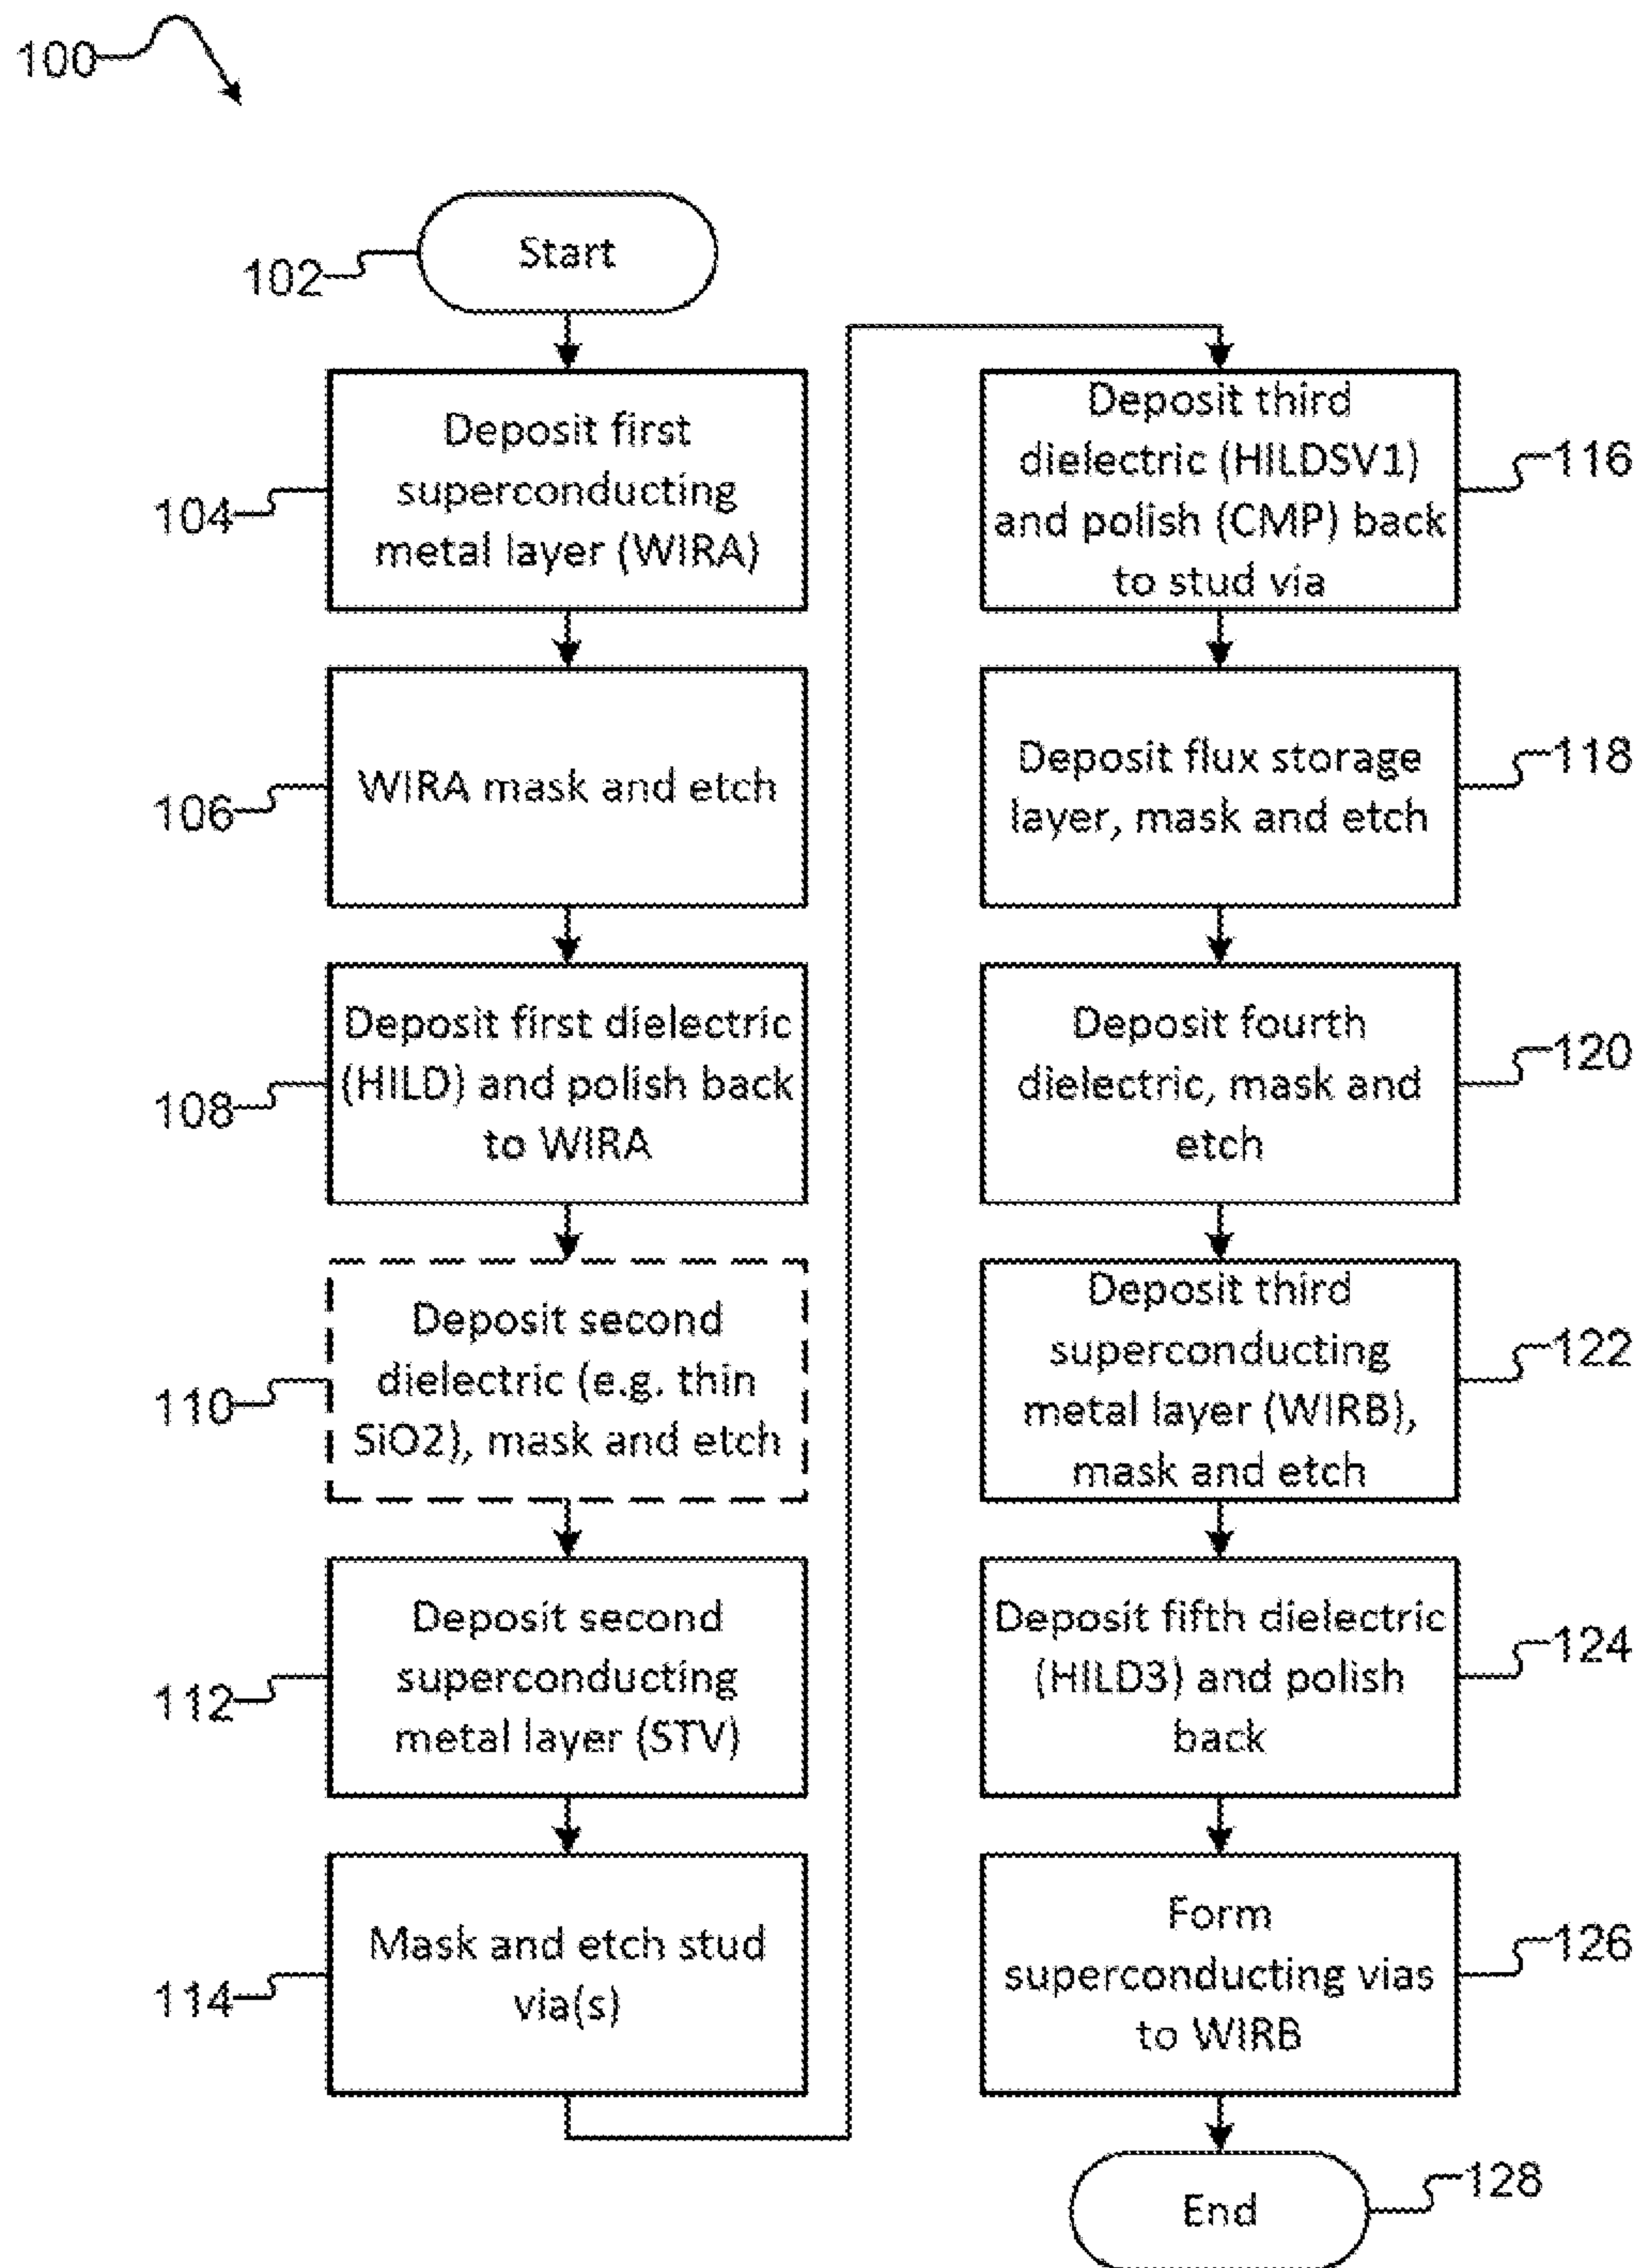 100
102
Start
104
Deposit first
superconducting
metal layer (WIRA)
106
WIRA mask and etch
108
Deposit first dielectric
(HILD) and polish back
to WIRA
110
Deposit second
dielectric (e.g. thin
SiO2), mask and etch
112
Deposit second
superconducting
metal layer (STV)
114
Mask and etch stud
via(s)
Deposit third
dielectric (HILDSV1)
and polish (CMP) back
to stud via
116
Deposit flux storage
layer, mask and etch
118
Deposit fourth
dielectric, mask and
etch
120
Deposit third
superconducting
metal layer (WIRB),
mask and etch
122
Deposit fifth dielectric
(HILD3) and polish
back
124
Form
superconducting vias
to WIRB
126
End
128